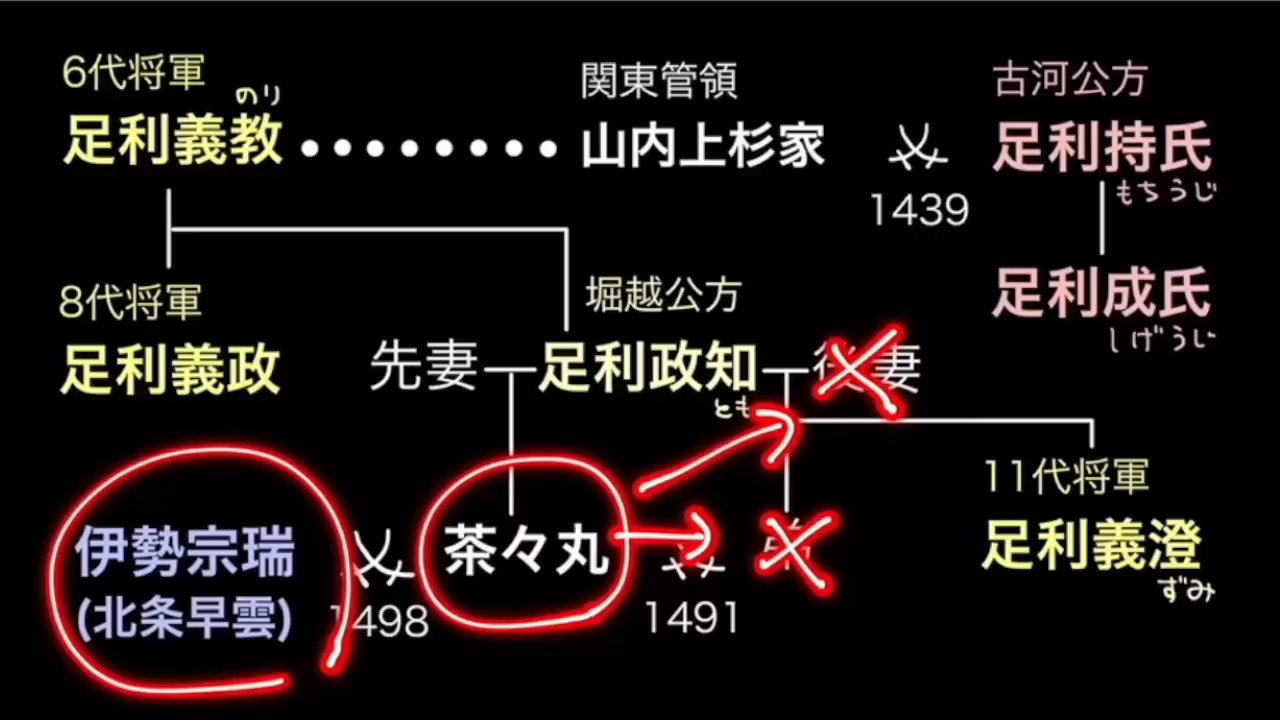 6代将軍
のり
足利義教
関東管領
山内上杉家
1439
古河公方
足利持氏
もちうじ
足利成氏
しげうじ
8代将軍
足利義政
堀越公方
先妻
足利政知
とも
後妻
11代将軍
足利義澄
ずみ
伊勢宗瑞
(北条早雲)
1498
茶々丸
1491